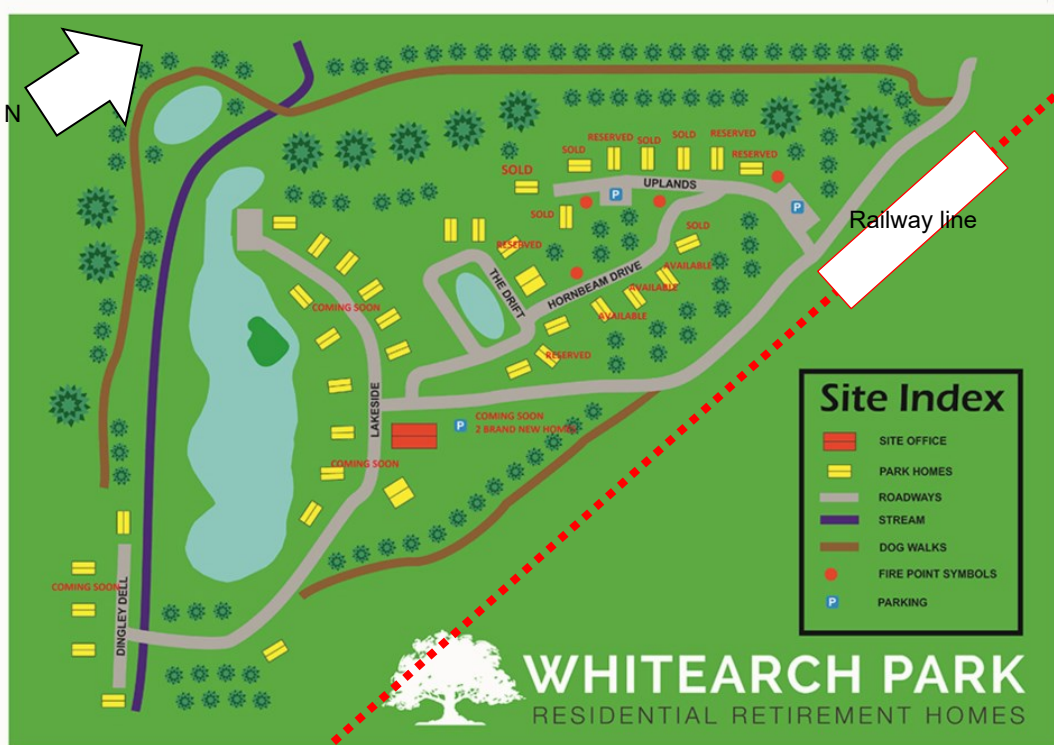 N
SOLD
RESERVED
SOLD
SOLD
RESERVED
RESERVED
SOLD
UPLANDS
P
P
SOLD
SOLD
RESERVED
Railway line
THE DRIFT
HORNBEAM DRIVE
AVAILABLE
AVAILABLE
AVAILABLE
COMING SOON
RESERVED
LAKESIDE
P
COMING SOON
2 BRAND NEW HOMES
COMING SOON
COMING SOON
DINGLEY DELL
Site Index
SITE OFFICE
PARK HOMES
ROADWAYS
STREAM
DOG WALKS
FIRE POINT SYMBOLS
P PARKING
WHITEARCH PARK
RESIDENTIAL RETIREMENT HOMES